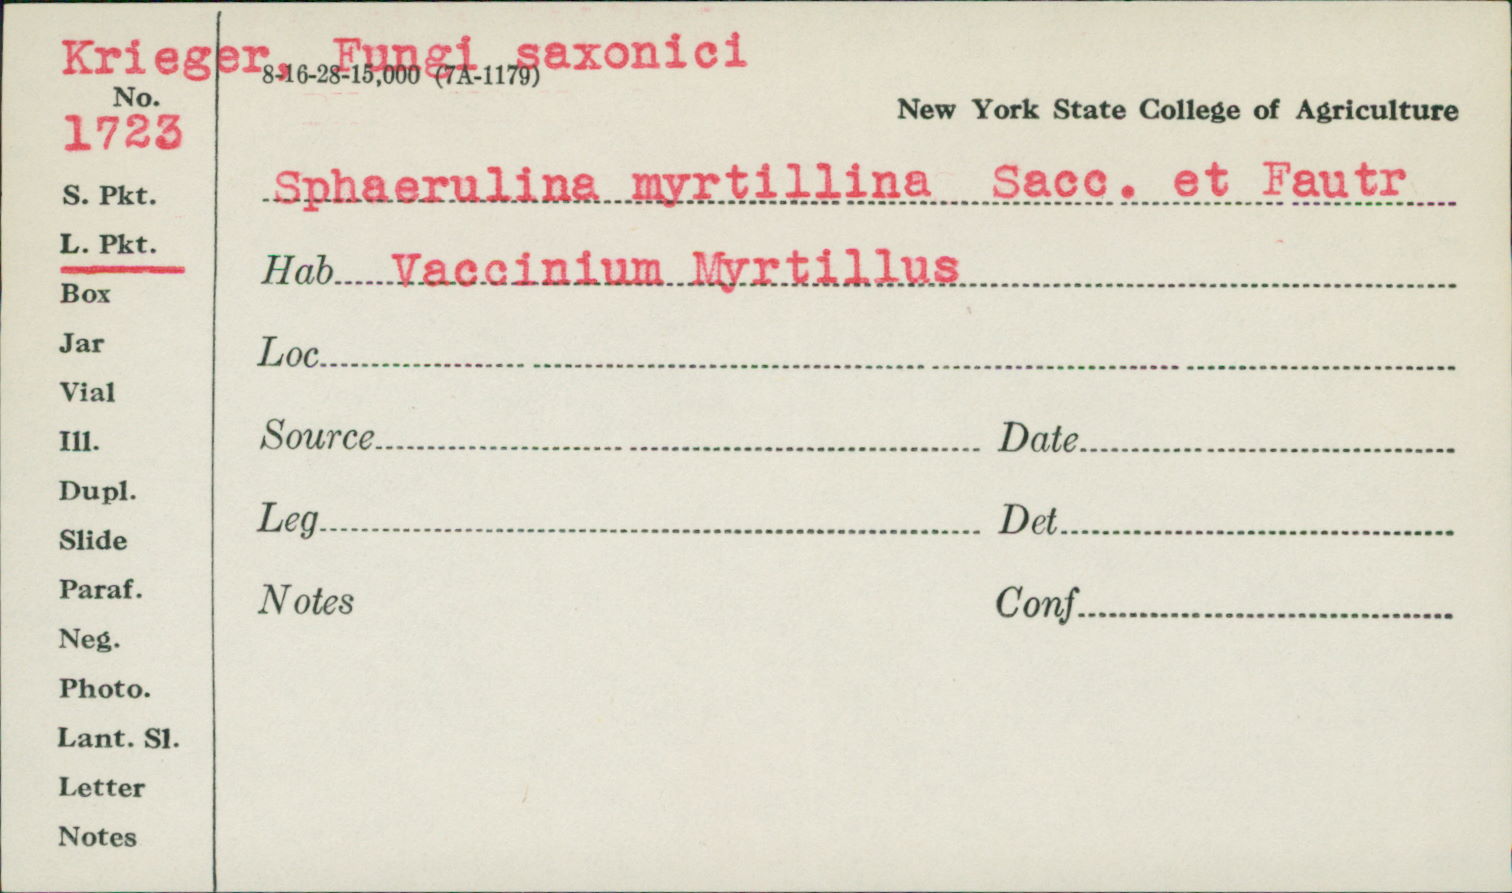 Krieger, Fungi saxonici
8-16-28-15,000 (7A-1179)
No.
1723
New York State College of Agriculture
S. Pkt.
Sphaerulina myrtillina Sacc. et Fautr
L. Pkt.
Hab Vaccinium Myrtillus
Box
Jar
Loc
Vial
Ill.
Source Date
Dupl.
Leg Det
Slide
Paraf.
Notes Conf
Neg.
Photo.
Lant. Sl.
Letter
Notes